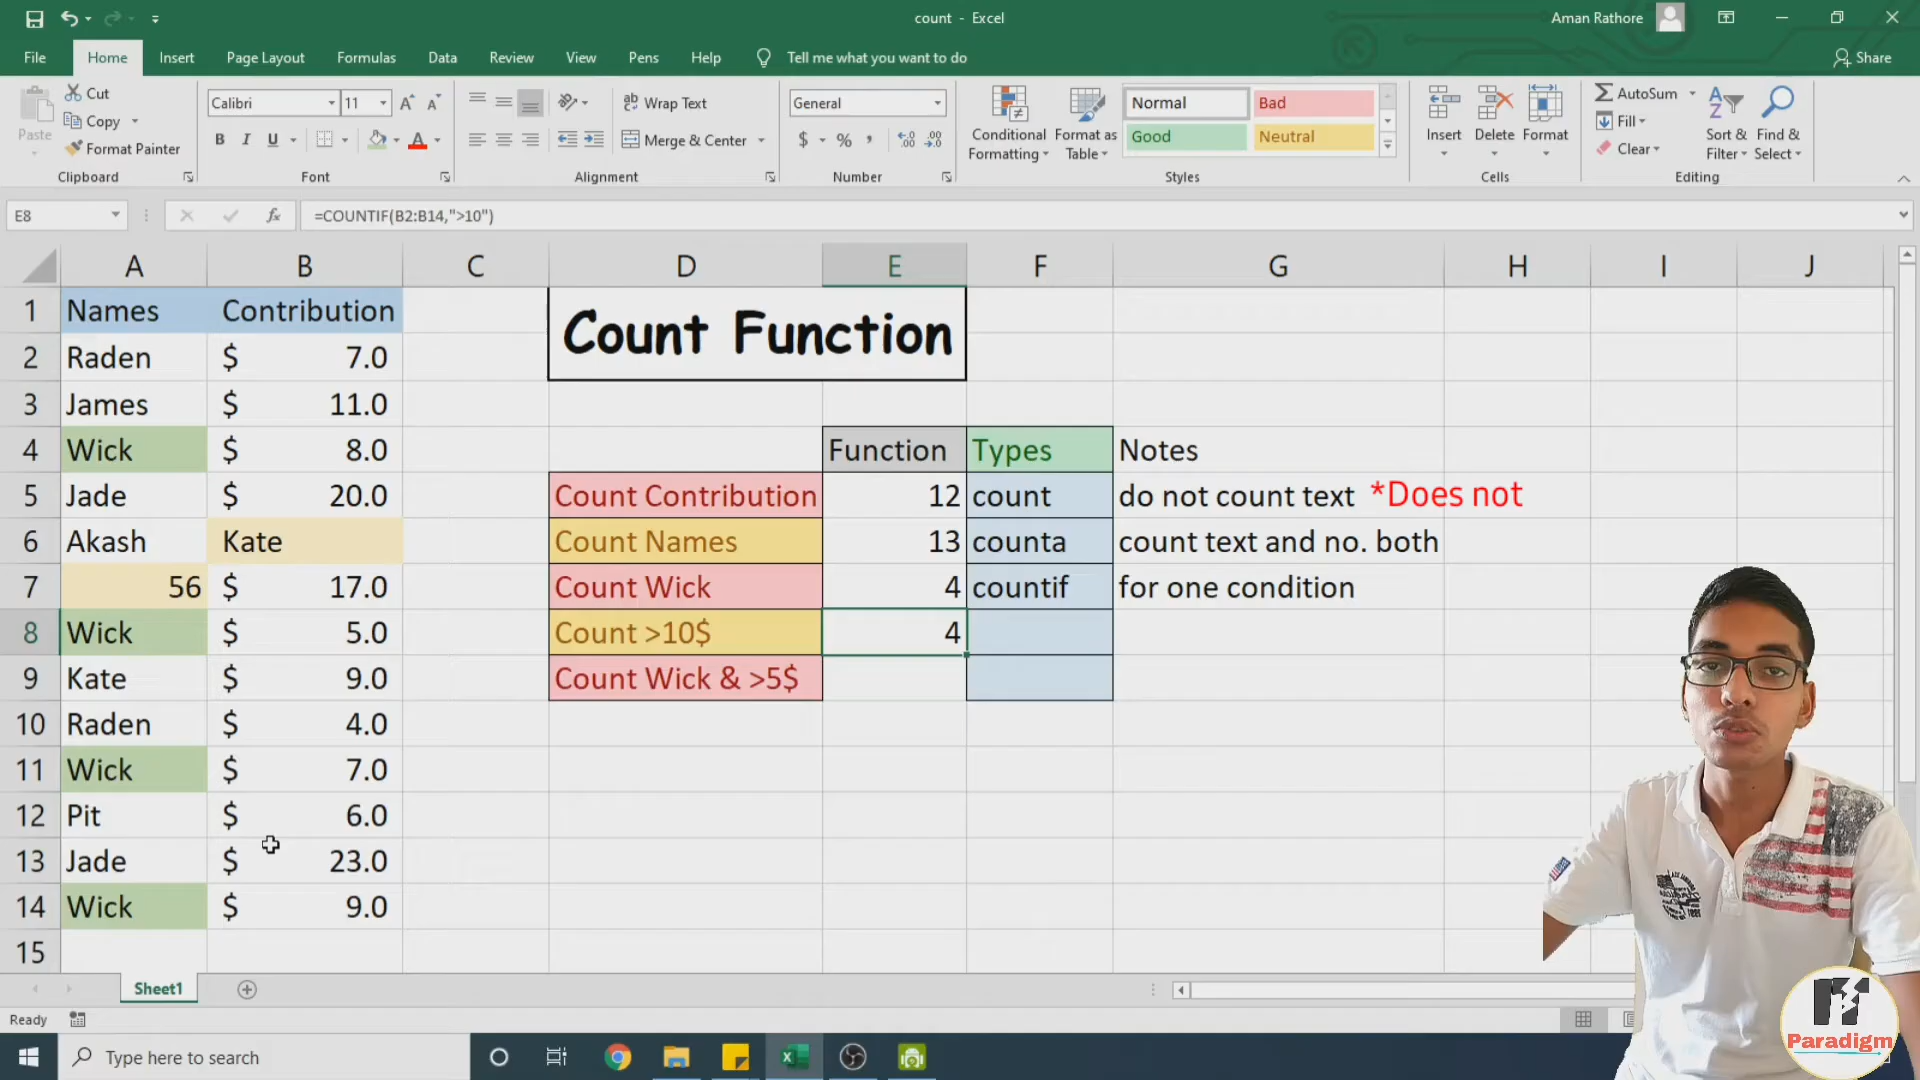 count - Excel
Aman Rathore
File Home Insert Page Layout Formulas Data Review View Pens Help Tell me what you want to do Share
Paste
Cut
Copy
Format Painter
Clipboard
Calibri 11
B I U
Font
Wrap Text
Merge & Center
Alignment
General
$ % ,
Number
Conditional Formatting
Format as Table
Normal Bad
Good Neutral
Styles
Insert Delete Format
Cells
AutoSum
Fill
Clear
Sort & Filter
Find & Select
Editing
E8 fx =COUNTIF(B2:B14,">10")
A B C D E F G H I J
1 Names Contribution Count Function
2 Raden $ 7.0
3 James $ 11.0
4 Wick $ 8.0 Function Types Notes
5 Jade $ 20.0 Count Contribution 12 count do not count text *Does not
6 Akash Kate Count Names 13 counta count text and no. both
7 56 $ 17.0 Count Wick 4 countif for one condition
8 Wick $ 5.0 Count >10$ 4
9 Kate $ 9.0 Count Wick & >5$
10 Raden $ 4.0
11 Wick $ 7.0
12 Pit $ 6.0
13 Jade $ 23.0
14 Wick $ 9.0
15
Sheet1
Ready
Type here to search
Paradigm